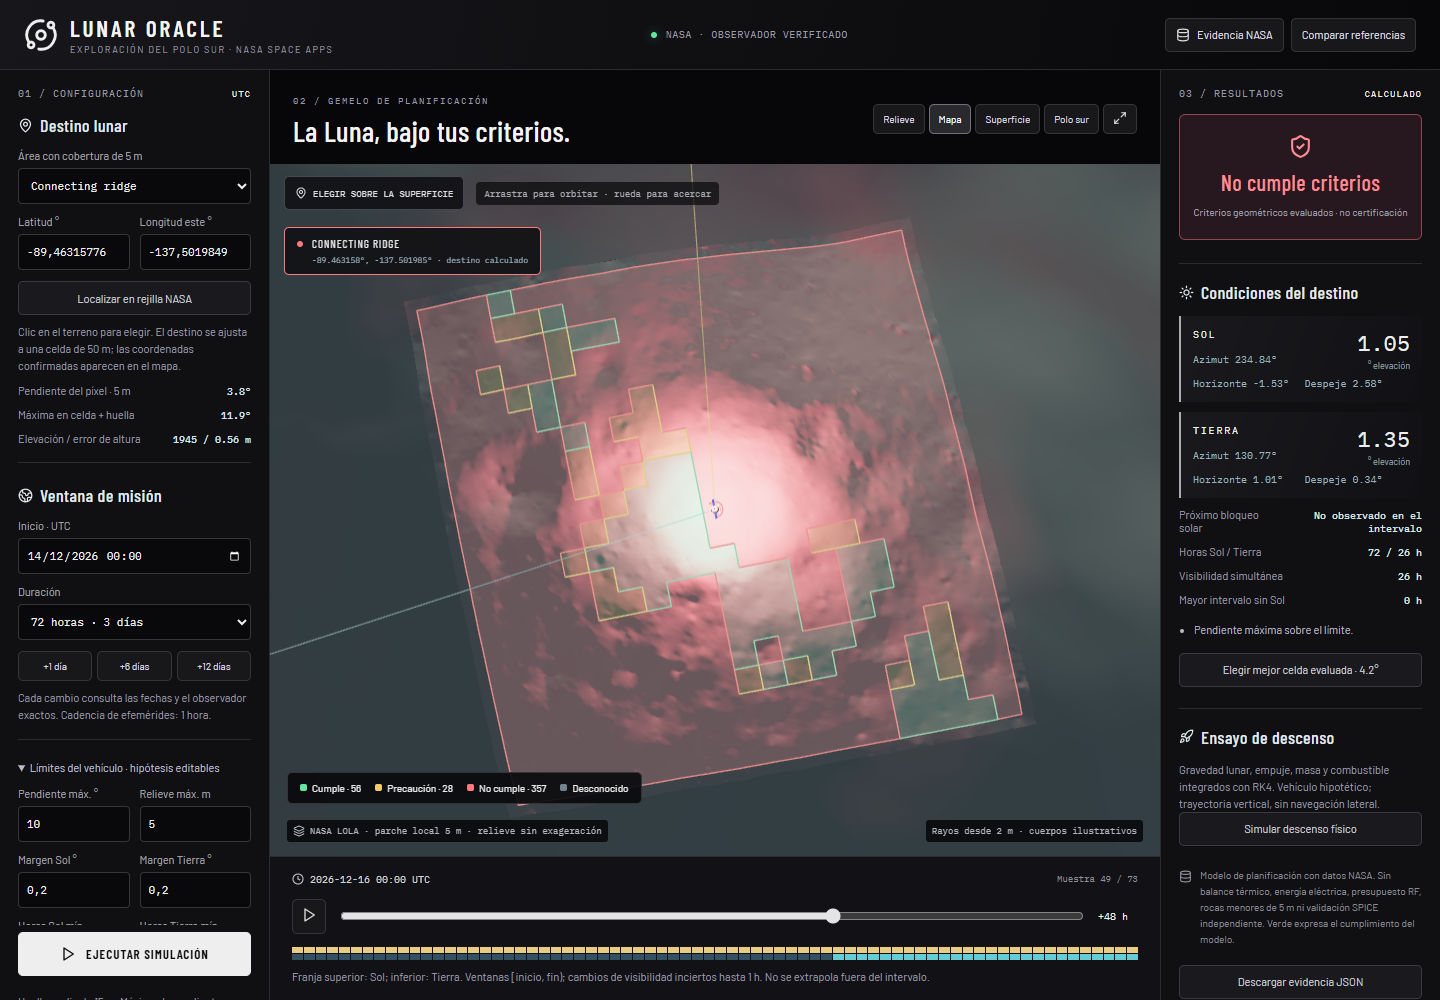 LUNAR ORACLE
EXPLORACIÓN DEL POLO SUR · NASA SPACE APPS
NASA · OBSERVADOR VERIFICADO
Evidencia NASA
Comparar referencias
01 / CONFIGURACIÓN
UTC
Destino lunar
Área con cobertura de 5 m
Connecting ridge
Latitud °
Longitud este °
-89,46315776
-137,5019849
Localizar en rejilla NASA
Clic en el terreno para elegir. El destino se ajusta
a una celda de 50 m; las coordenadas
confirmadas aparecen en el mapa.
Pendiente del píxel · 5 m
3.8°
Máxima en celda + huella
11.9°
Elevación / error de altura
1945 / 0.56 m
Ventana de misión
Inicio · UTC
14/12/2026 00:00
Duración
72 horas · 3 días
+1 día
+6 días
+12 días
Cada cambio consulta las fechas y el observador
exactos. Cadencia de efemérides: 1 hora.
▼ Límites del vehículo · hipótesis editables
Pendiente máx. °
Relieve máx. m
10
5
Margen Sol °
Margen Tierra °
0,2
0,2
EJECUTAR SIMULACIÓN
02 / GEMELO DE PLANIFICACIÓN
La Luna, bajo tus criterios.
Relieve
Mapa
Superficie
Polo sur
ELEGIR SOBRE LA SUPERFICIE
Arrastra para orbitar · rueda para acercar
CONNECTING RIDGE
-89.463158°, -137.501985° · destino calculado
Cumple · 56
Precaución · 28
No cumple · 357
Desconocido
NASA LOLA · parche local 5 m · relieve sin exageración
Rayos desde 2 m · cuerpos ilustrativos
2026-12-16 00:00 UTC
Muestra 49 / 73
+48 h
Franja superior: Sol; inferior: Tierra. Ventanas [inicio, fin); cambios de visibilidad inciertos hasta 1 h. No se extrapola fuera del intervalo.
03 / RESULTADOS
CALCULADO
No cumple criterios
Criterios geométricos evaluados · no certificación
Condiciones del destino
SOL
1.05
Azimut 234.84°
° elevación
Horizonte -1.53°
Despeje 2.58°
TIERRA
1.35
Azimut 130.77°
° elevación
Horizonte 1.01°
Despeje 0.34°
Próximo bloqueo
solar
No observado en el
intervalo
Horas Sol / Tierra
72 / 26 h
Visibilidad simultánea
26 h
Mayor intervalo sin Sol
0 h
• Pendiente máxima sobre el límite.
Elegir mejor celda evaluada · 4.2°
Ensayo de descenso
Gravedad lunar, empuje, masa y combustible
integrados con RK4. Vehículo hipotético;
trayectoria vertical, sin navegación lateral.
Simular descenso físico
Modelo de planificación con datos NASA. Sin
balance térmico, energía eléctrica, presupuesto RF,
rocas menores de 5 m ni validación SPICE
independiente. Verde expresa el cumplimiento del
modelo.
Descargar evidencia JSON